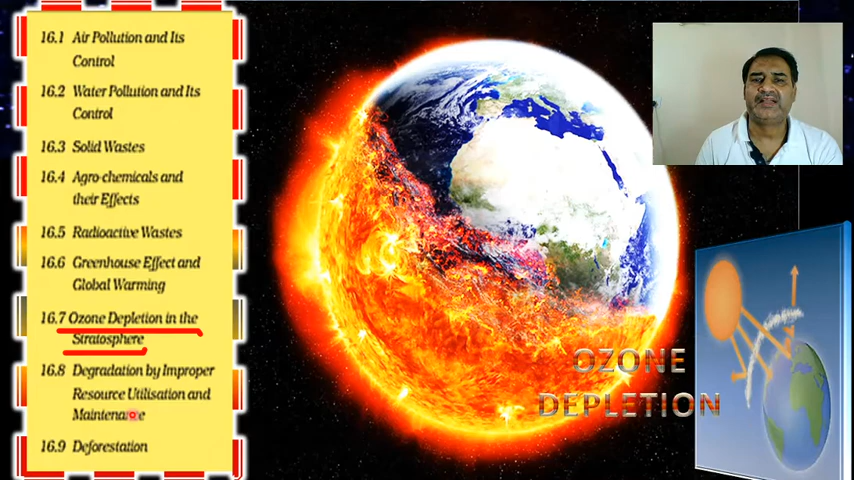 16.1 Air Pollution and Its
Control
16.2 Water Pollution and Its
Control
16.3 Solid Wastes
16.4 Agro-chemicals and
their Effects
16.5 Radioactive Wastes
16.6 Greenhouse Effect and
Global Warming
16.7 Ozone Depletion in the
Stratosphere
16.8 Degradation by Improper
Resource Utilisation and
Maintenance
16.9 Deforestation
OZONE
DEPLETION